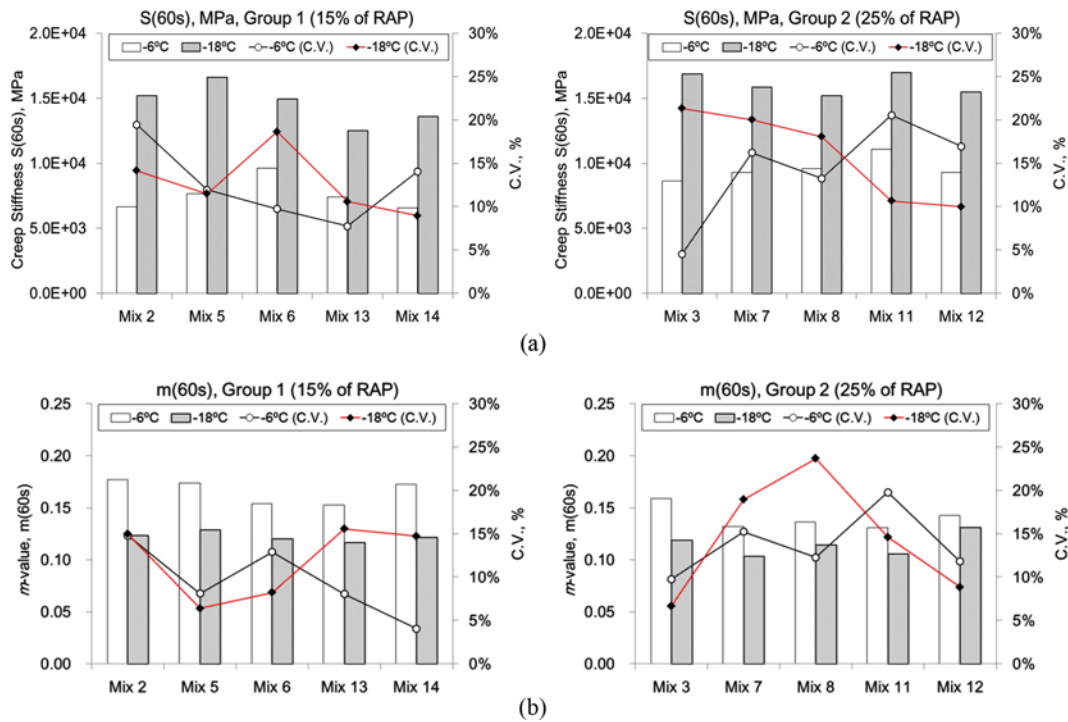 S(60s), MPa, Group 1 (15% of RAP)
-6ºC -18ºC -6ºC (C.V.) -18ºC (C.V.)
Creep Stiffness S(60s), MPa
2.0E+04
1.5E+04
1.0E+04
5.0E+03
0.0E+00
30%
25%
20%
15%
10%
5%
0%
C.V., %
Mix 2 Mix 5 Mix 6 Mix 13 Mix 14
S(60s), MPa, Group 2 (25% of RAP)
-6ºC -18ºC -6ºC (C.V.) -18ºC (C.V.)
Creep Stiffness S(60s), MPa
2.0E+04
1.5E+04
1.0E+04
5.0E+03
0.0E+00
30%
25%
20%
15%
10%
5%
0%
C.V., %
Mix 3 Mix 7 Mix 8 Mix 11 Mix 12
(a)
m(60s), Group 1 (15% of RAP)
-6ºC -18ºC -6ºC (C.V.) -18ºC (C.V.)
m-value, m(60s)
0.25
0.20
0.15
0.10
0.05
0.00
30%
25%
20%
15%
10%
5%
0%
C.V., %
Mix 2 Mix 5 Mix 6 Mix 13 Mix 14
m(60s), Group 2 (25% of RAP)
-6ºC -18ºC -6ºC (C.V.) -18ºC (C.V.)
m-value, m(60s)
0.25
0.20
0.15
0.10
0.05
0.00
30%
25%
20%
15%
10%
5%
0%
C.V., %
Mix 3 Mix 7 Mix 8 Mix 11 Mix 12
(b)